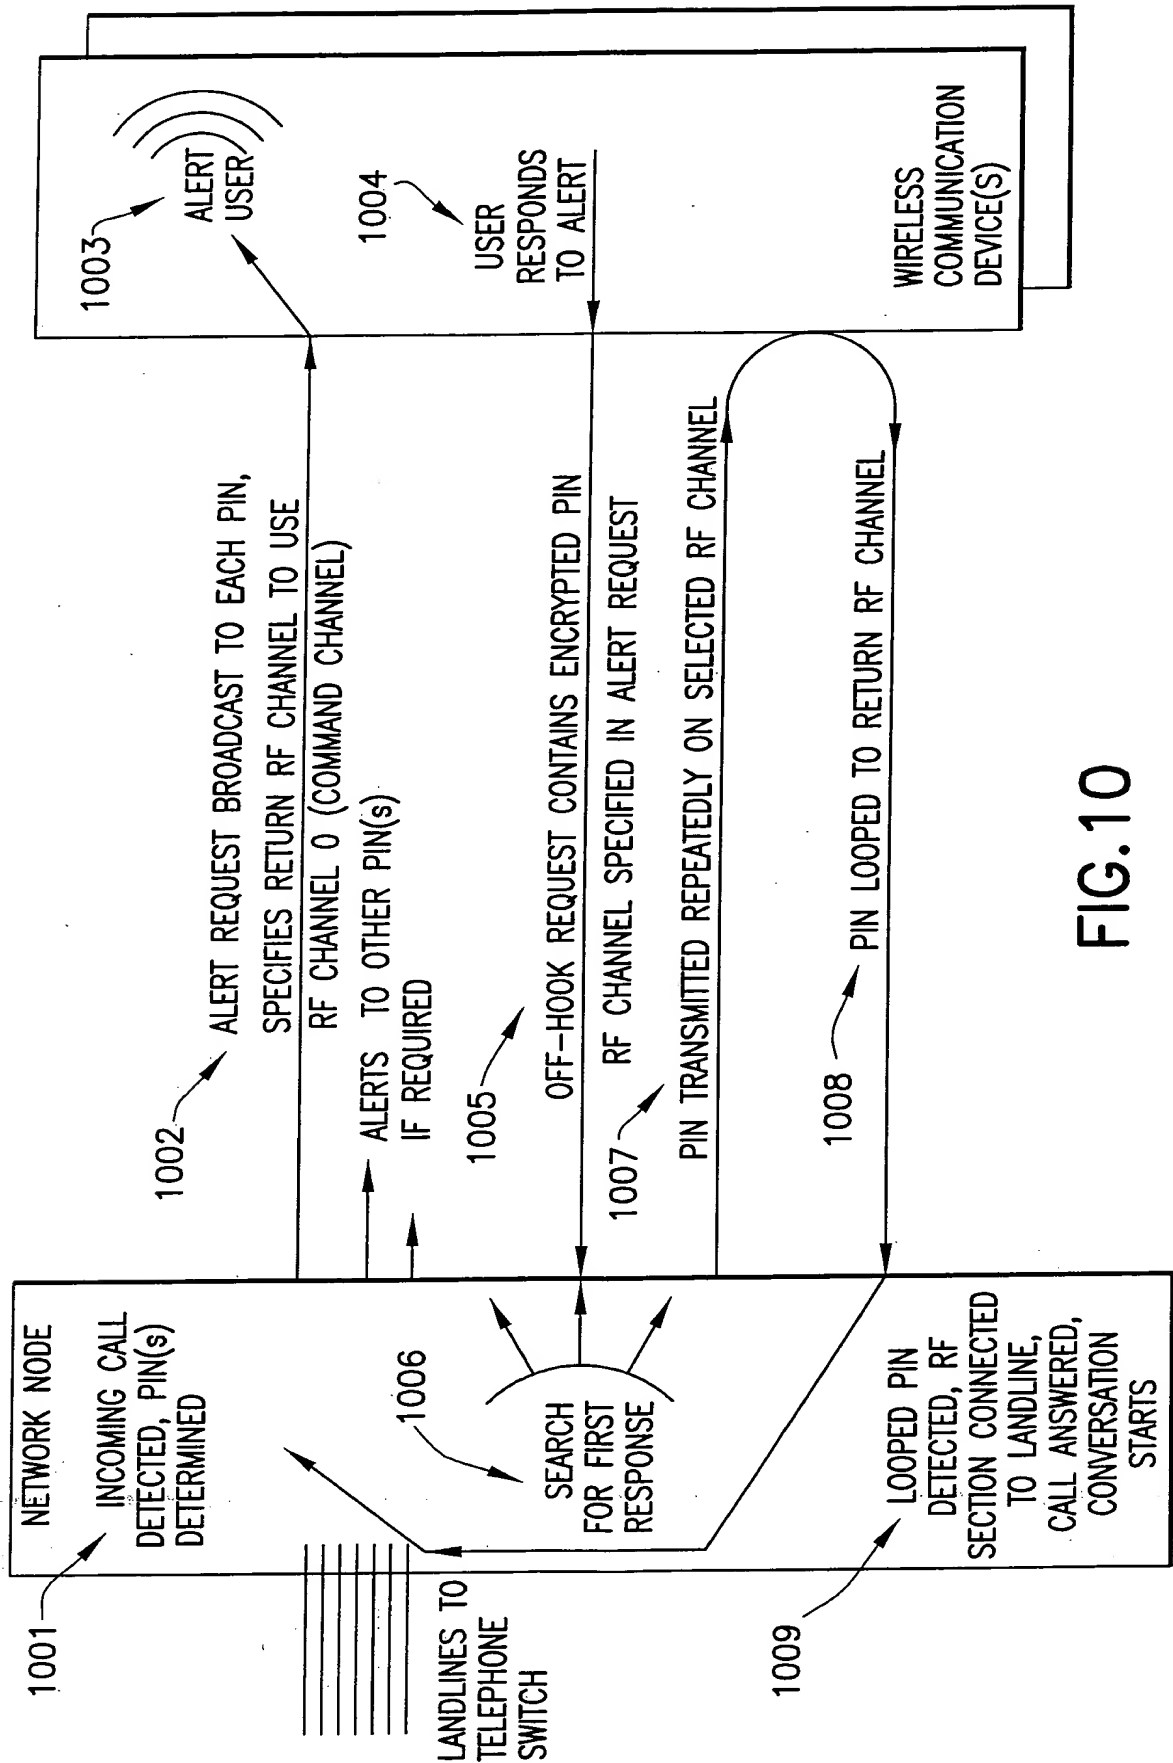 NETWORK NODE
1001
INCOMING CALL
DETECTED, PIN(s)
DETERMINED
LANDLINES TO
TELEPHONE
SWITCH
1006
SEARCH
FOR FIRST
RESPONSE
1009
LOOPED PIN
DETECTED, RF
SECTION CONNECTED
TO LANDLINE,
CALL ANSWERED,
CONVERSATION
STARTS
1002
ALERT REQUEST BROADCAST TO EACH PIN,
SPECIFIES RETURN RF CHANNEL TO USE
RF CHANNEL 0 (COMMAND CHANNEL)
ALERTS TO OTHER PIN(s)
IF REQUIRED
1005
OFF-HOOK REQUEST CONTAINS ENCRYPTED PIN
RF CHANNEL SPECIFIED IN ALERT REQUEST
1007
PIN TRANSMITTED REPEATEDLY ON SELECTED RF CHANNEL
1008
PIN LOOPED TO RETURN RF CHANNEL
1003
ALERT
USER
1004
USER
RESPONDS
TO ALERT
WIRELESS
COMMUNICATION
DEVICE(S)
FIG.10